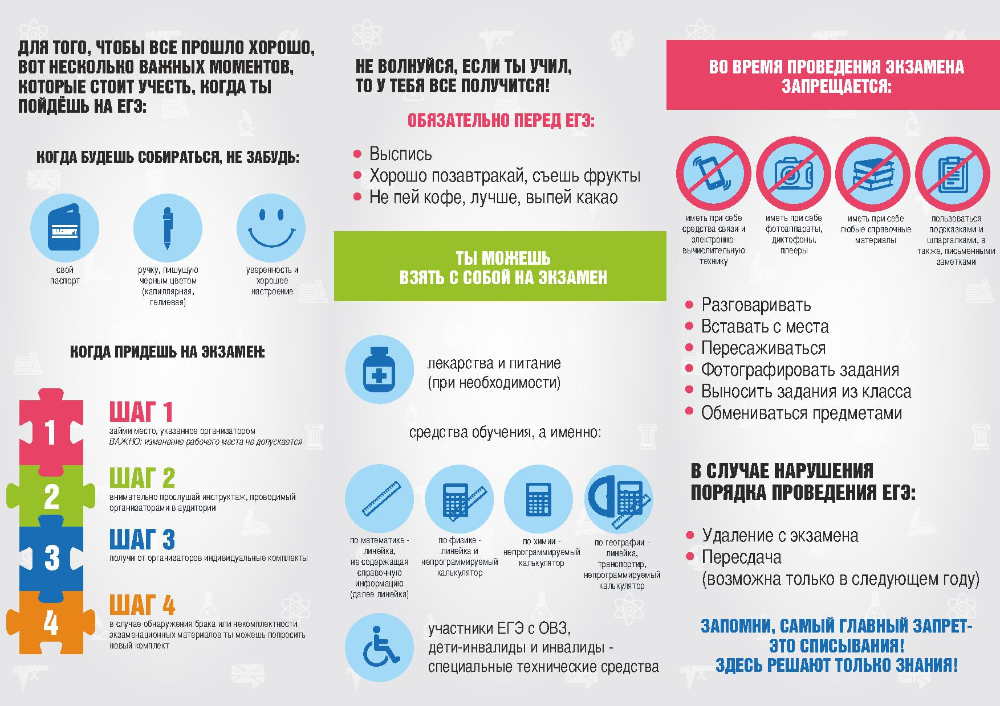 ДЛЯ ТОГО, ЧТОБЫ ВСЕ ПРОШЛО ХОРОШО,
ВОТ НЕСКОЛЬКО ВАЖНЫХ МОМЕНТОВ,
КОТОРЫЕ СТОИТ УЧЕСТЬ, КОГДА ТЫ
ПОЙДЁШЬ НА ЕГЭ:
КОГДА БУДЕШЬ СОБИРАТЬСЯ, НЕ ЗАБУДЬ:
ПАСПОРТ
свой
паспорт
ручку, пишущую
черным цветом
(капиллярная,
гелиевая)
уверенность и
хорошее
настроение
КОГДА ПРИДЕШЬ НА ЭКЗАМЕН:
1
ШАГ 1
займи место, указанное организатором
ВАЖНО: изменение рабочего места не допускается
2
ШАГ 2
внимательно прослушай инструктаж, проводимый
организаторами в аудитории
3
ШАГ 3
получи от организаторов индивидуальные комплекты
4
ШАГ 4
в случае обнаружения брака или некомплектности
экзаменационных материалов ты можешь попросить
новый комплект
НЕ ВОЛНУЙСЯ, ЕСЛИ ТЫ УЧИЛ,
ТО У ТЕБЯ ВСЕ ПОЛУЧИТСЯ!
ОБЯЗАТЕЛЬНО ПЕРЕД ЕГЭ:
• Выспись
• Хорошо позавтракай, съешь фрукты
• Не пей кофе, лучше, выпей какао
ТЫ МОЖЕШЬ
ВЗЯТЬ С СОБОЙ НА ЭКЗАМЕН
лекарства и питание
(при необходимости)
средства обучения, а именно:
по математике -
линейка,
не содержащая
справочную
информацию
(далее линейка)
по физике -
линейка и
непрограммируемый
калькулятор
по химии -
непрограммируемый
калькулятор
по географии -
линейка,
транспортир,
непрограммируемый
калькулятор
участники ЕГЭ с ОВЗ,
дети-инвалиды и инвалиды -
специальные технические средства
ВО ВРЕМЯ ПРОВЕДЕНИЯ ЭКЗАМЕНА
ЗАПРЕЩАЕТСЯ:
иметь при себе
средства связи и
электронно-
вычислительную
технику
иметь при себе
фотоаппараты,
диктофоны,
плееры
иметь при себе
любые справочные
материалы
пользоваться
подсказками и
шпаргалками, а
также, письменными
заметками
• Разговаривать
• Вставать с места
• Пересаживаться
• Фотографировать задания
• Выносить задания из класса
• Обмениваться предметами
В СЛУЧАЕ НАРУШЕНИЯ
ПОРЯДКА ПРОВЕДЕНИЯ ЕГЭ:
• Удаление с экзамена
• Пересдача
(возможна только в следующем году)
ЗАПОМНИ, САМЫЙ ГЛАВНЫЙ ЗАПРЕТ-
ЭТО СПИСЫВАНИЯ!
ЗДЕСЬ РЕШАЮТ ТОЛЬКО ЗНАНИЯ!